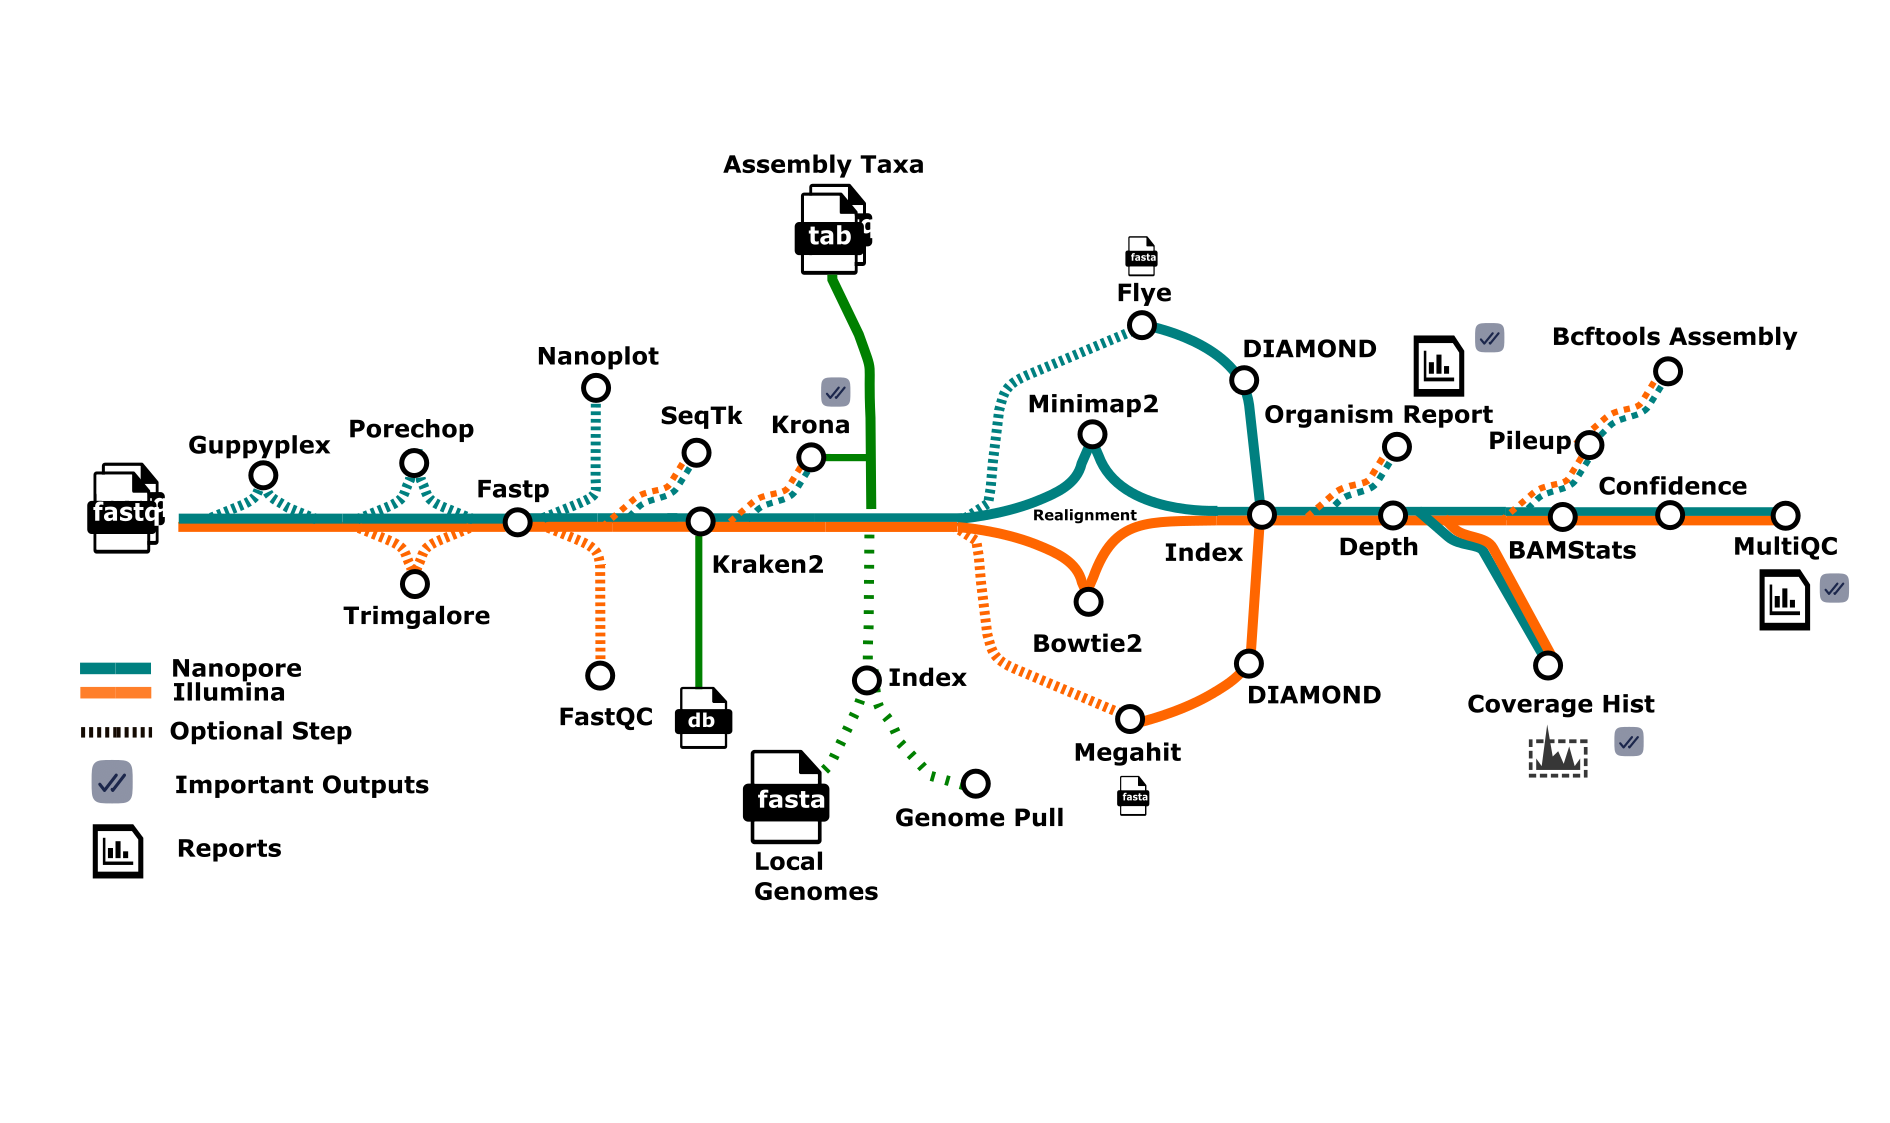 Assembly Taxa
tab
fasta
Flye
Nanoplot
SeqTk
Krona
Guppyplex
Porechop
Fastp
fastq
Trimgalore
Kraken2
FastQC
db
Minimap2
Realignment
Bowtie2
DIAMOND
Organism Report
Bcftools Assembly
Pileup
Confidence
Index
Depth
BAMStats
MultiQC
DIAMOND
Megahit
fasta
Coverage Hist
Index
Genome Pull
fasta
Local
Genomes
Nanopore
Illumina
Optional Step
Important Outputs
Reports